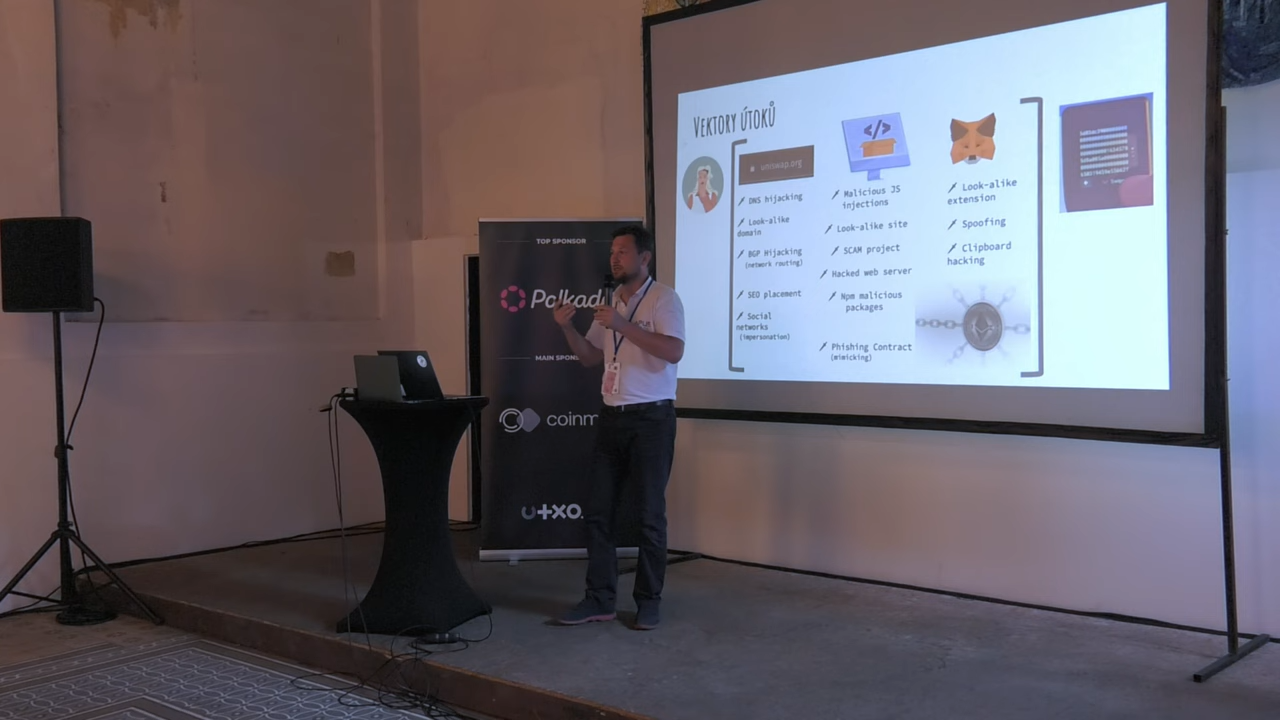 VEKTORY ÚTOKŮ
uniswap.org
DNS hijacking
Look-alike
domain
BGP Hijacking
(network routing)
SEO placement
Social
networks
(impersonation)
</>
Malicious JS
injections
Look-alike site
SCAM project
Hacked web server
Npm malicious
packages
Phishing Contract
(mimicking)
Look-alike
extension
Spoofing
Clipboard
hacking
TOP SPONSOR
Polkad
MAIN SPONS
coinm
utxo.